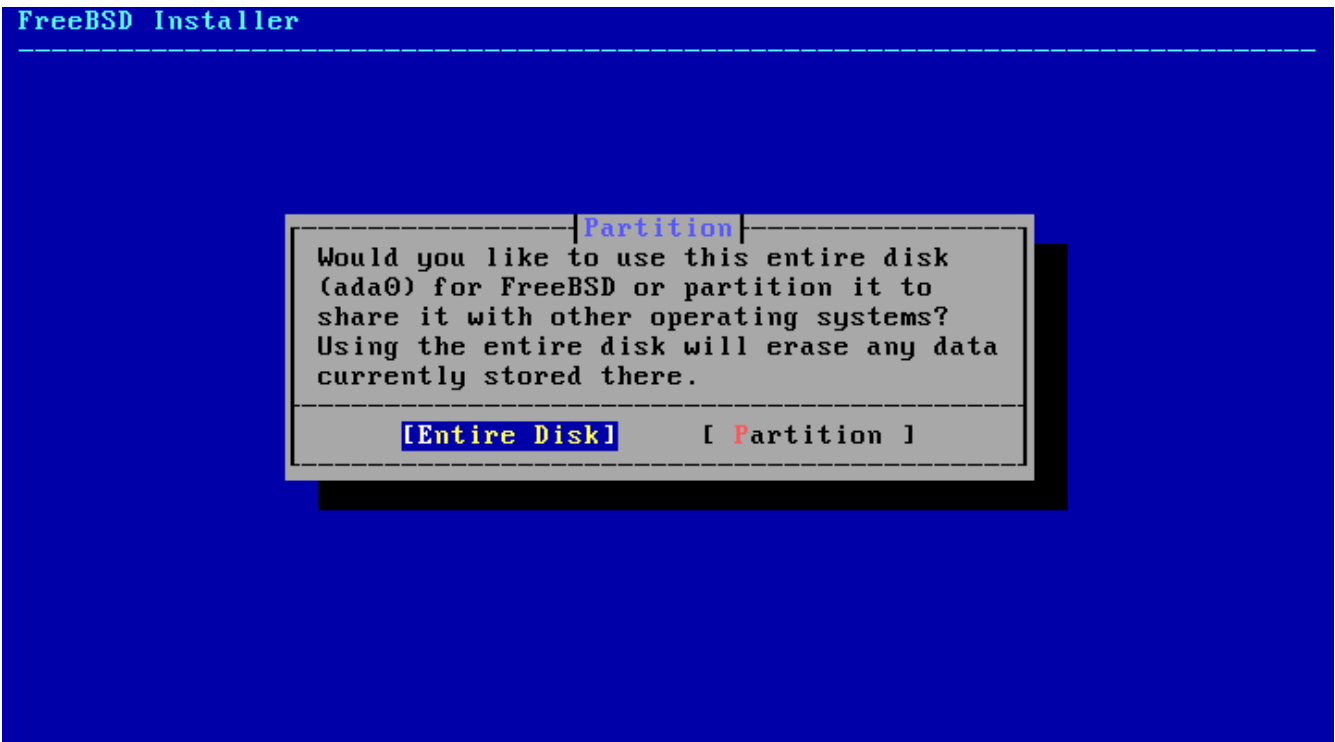 FreeBSD Installer
Partition
Would you like to use this entire disk
(ada0) for FreeBSD or partition it to
share it with other operating systems?
Using the entire disk will erase any data
currently stored there.
[Entire Disk] [ Partition ]